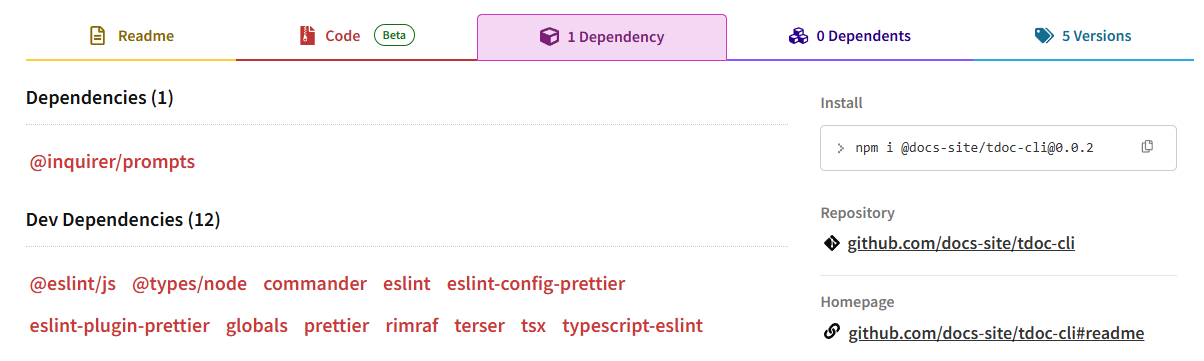 Readme Code Beta 1 Dependency 0 Dependents 5 Versions
Dependencies (1)
@inquirer/prompts
Dev Dependencies (12)
@eslint/js @types/node commander eslint eslint-config-prettier
eslint-plugin-prettier globals prettier rimraf terser tsx typescript-eslint
Install
> npm i @docs-site/tdoc-cli@0.0.2
Repository
github.com/docs-site/tdoc-cli
Homepage
github.com/docs-site/tdoc-cli#readme